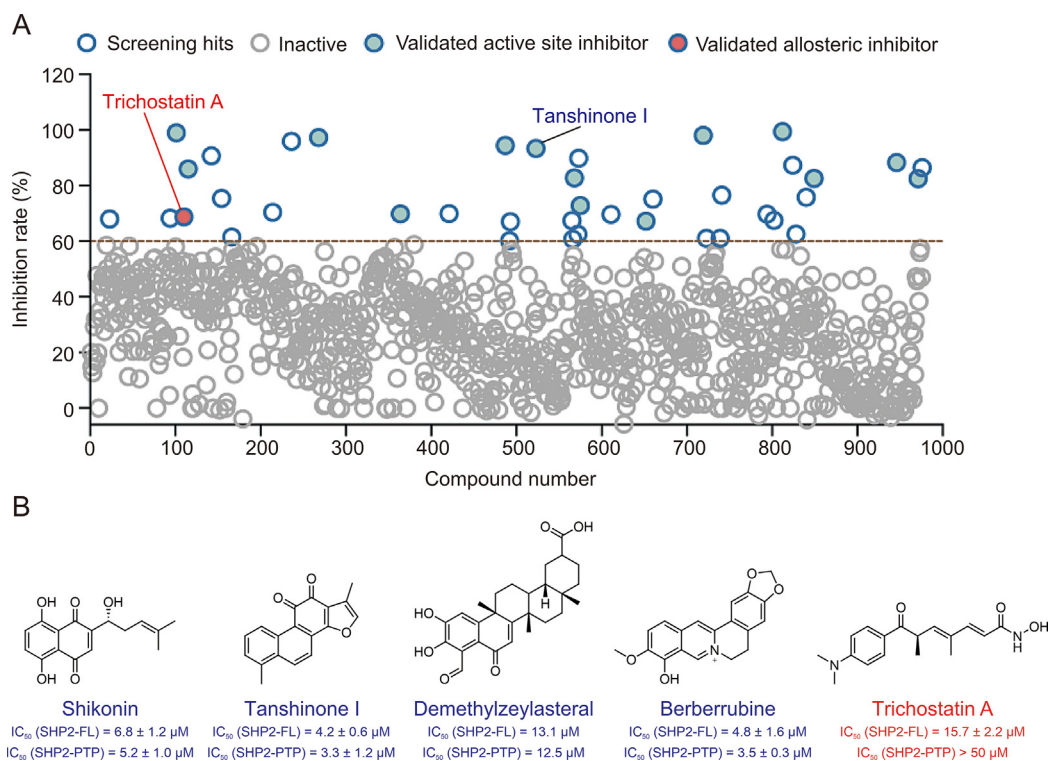 A
Screening hits Inactive Validated active site inhibitor Validated allosteric inhibitor
120
100
80
60
40
20
0
Inhibition rate (%)
Trichostatin A
Tanshinone I
0 100 200 300 400 500 600 700 800 900 1000
Compound number
B
OH O OH
OH O
O O
O
O OH
HO
HO
O O
H
O
O
O
OH
N+
O O
N
N H
OH
Shikonin Tanshinone I Demethylzeylasteral Berberrubine Trichostatin A
IC50 (SHP2-FL) = 6.8 ± 1.2 μM IC50 (SHP2-FL) = 4.2 ± 0.6 μM IC50 (SHP2-FL) = 13.1 μM IC50 (SHP2-FL) = 4.8 ± 1.6 μM IC50 (SHP2-FL) = 15.7 ± 2.2 μM
IC50 (SHP2-PTP) = 5.2 ± 1.0 μM IC50 (SHP2-PTP) = 3.3 ± 1.2 μM IC50 (SHP2-PTP) = 12.5 μM IC50 (SHP2-PTP) = 3.5 ± 0.3 μM IC50 (SHP2-PTP) > 50 μM